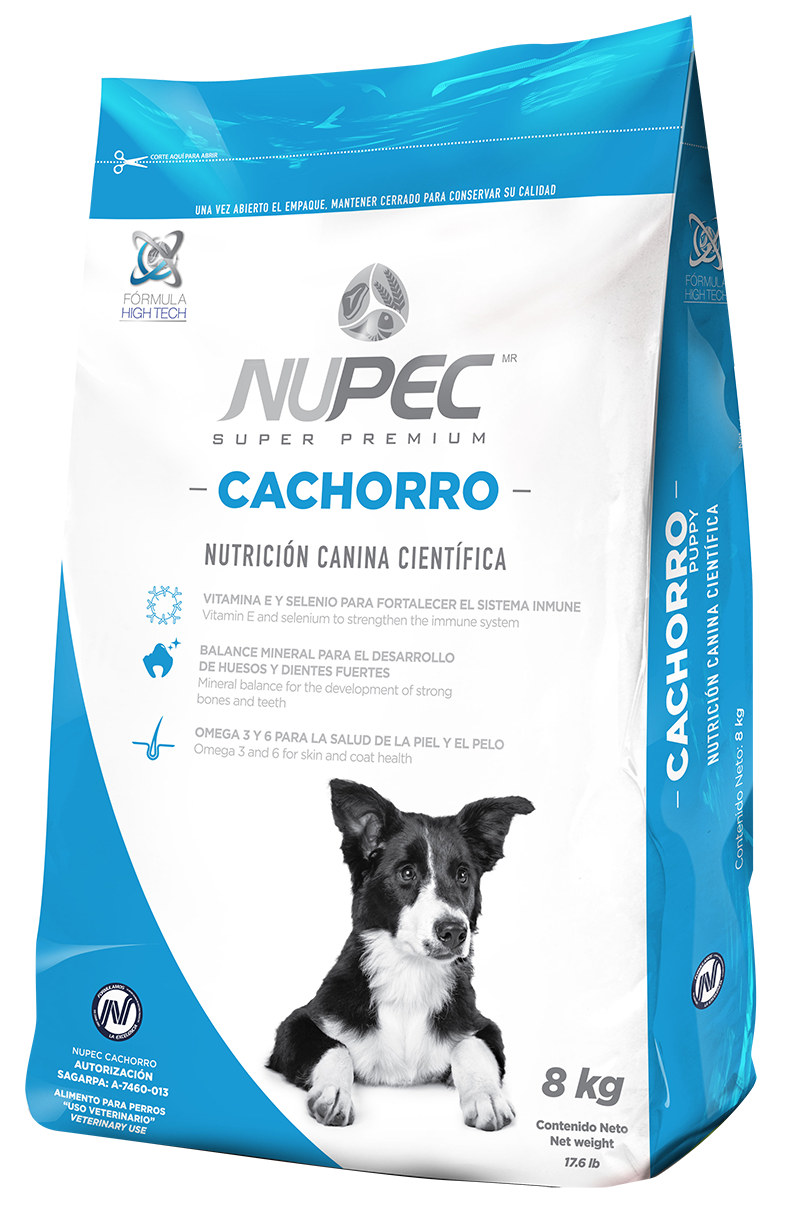 CORTE AQUÍ PARA ABRIR
UNA VEZ ABIERTO EL EMPAQUE, MANTENER CERRADO PARA CONSERVAR SU CALIDAD
FÓRMULA
HIGH TECH
NUPEC MR
SUPER PREMIUM
– CACHORRO –
NUTRICIÓN CANINA CIENTÍFICA
VITAMINA E Y SELENIO PARA FORTALECER EL SISTEMA INMUNE
Vitamin E and selenium to strengthen the immune system
BALANCE MINERAL PARA EL DESARROLLO
DE HUESOS Y DIENTES FUERTES
Mineral balance for the development of strong
bones and teeth
OMEGA 3 Y 6 PARA LA SALUD DE LA PIEL Y EL PELO
Omega 3 and 6 for skin and coat health
FORMULAMOS
LA EXCELENCIA
NUPEC CACHORRO
AUTORIZACIÓN
SAGARPA: A-7460-013
ALIMENTO PARA PERROS
"USO VETERINARIO"
VETERINARY USE
8 kg
Contenido Neto
Net weight
17.6 lb
FÓRMULA
HIGH TECH
– CACHORRO –
PUPPY
NUTRICIÓN CANINA CIENTÍFICA
Contenido Neto: 8 kg